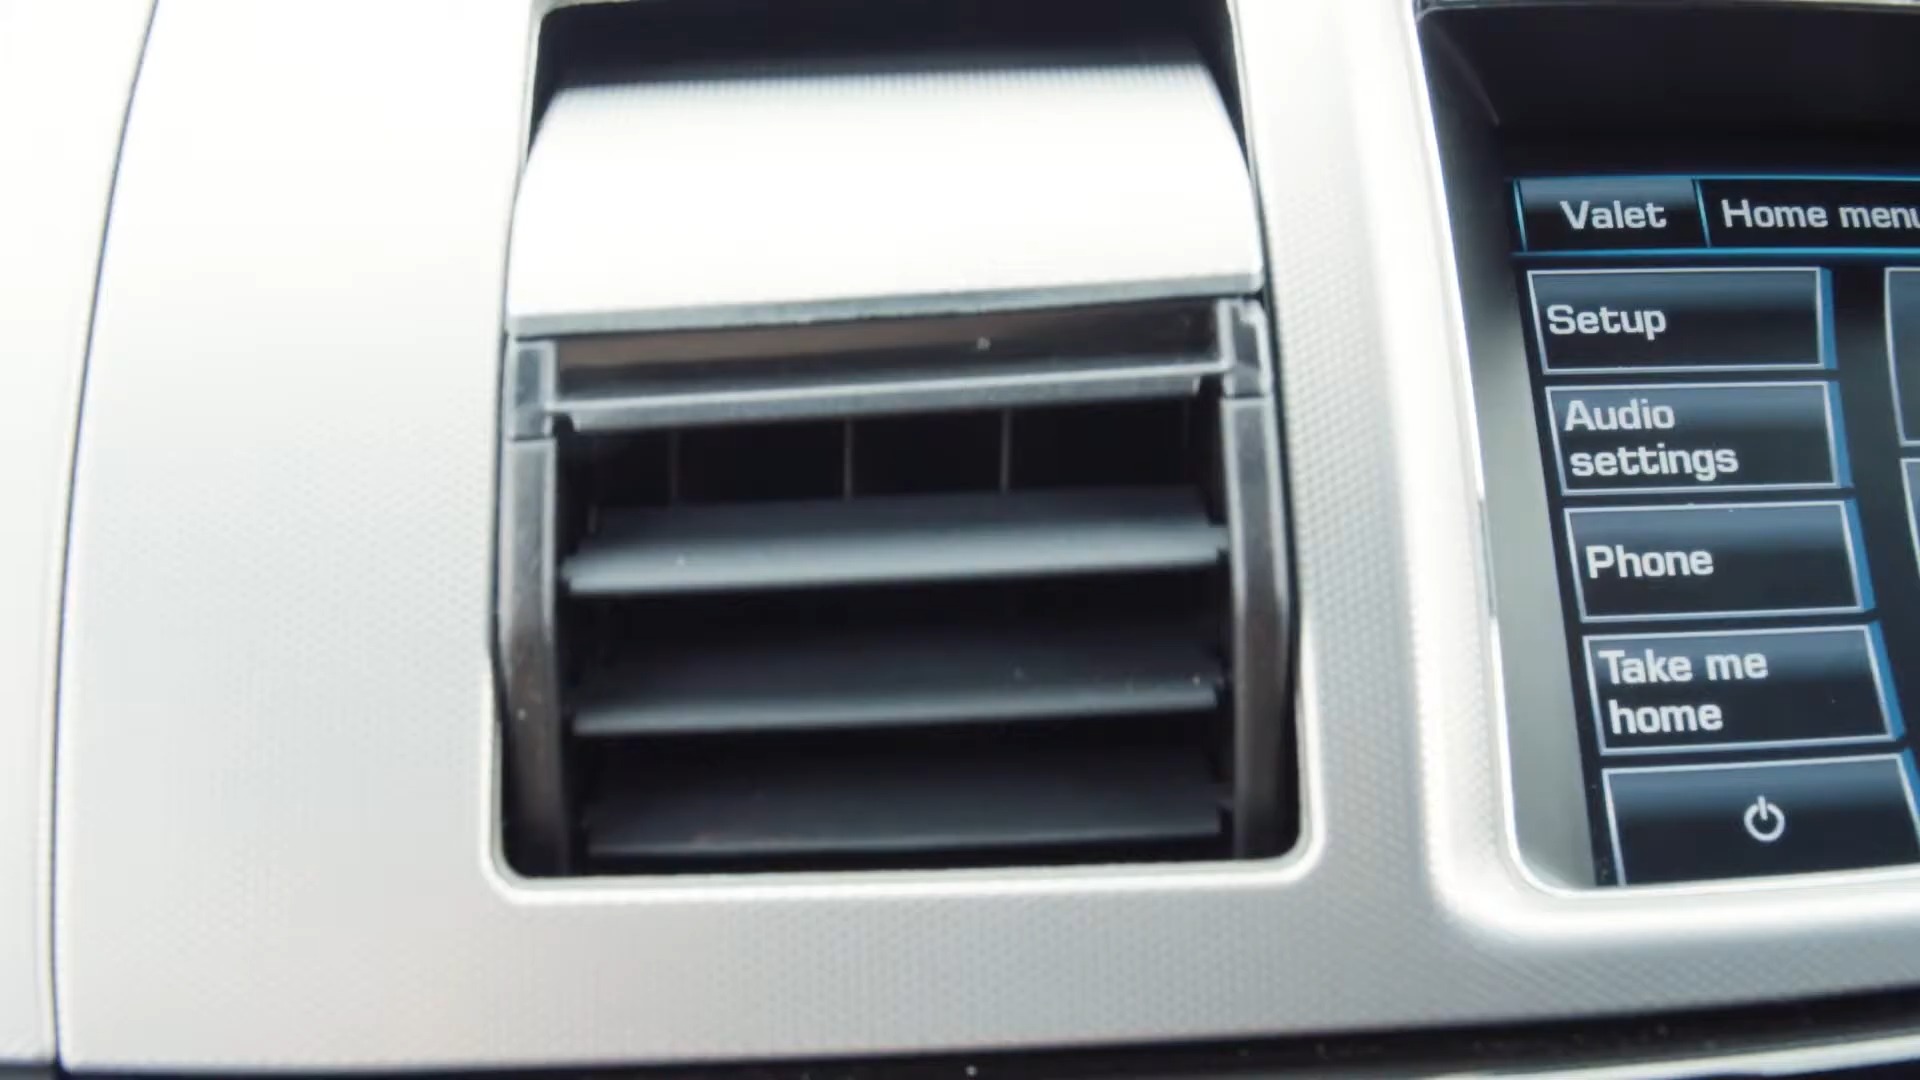 Valet
Home menu
Setup
Audio
settings
Phone
Take me
home